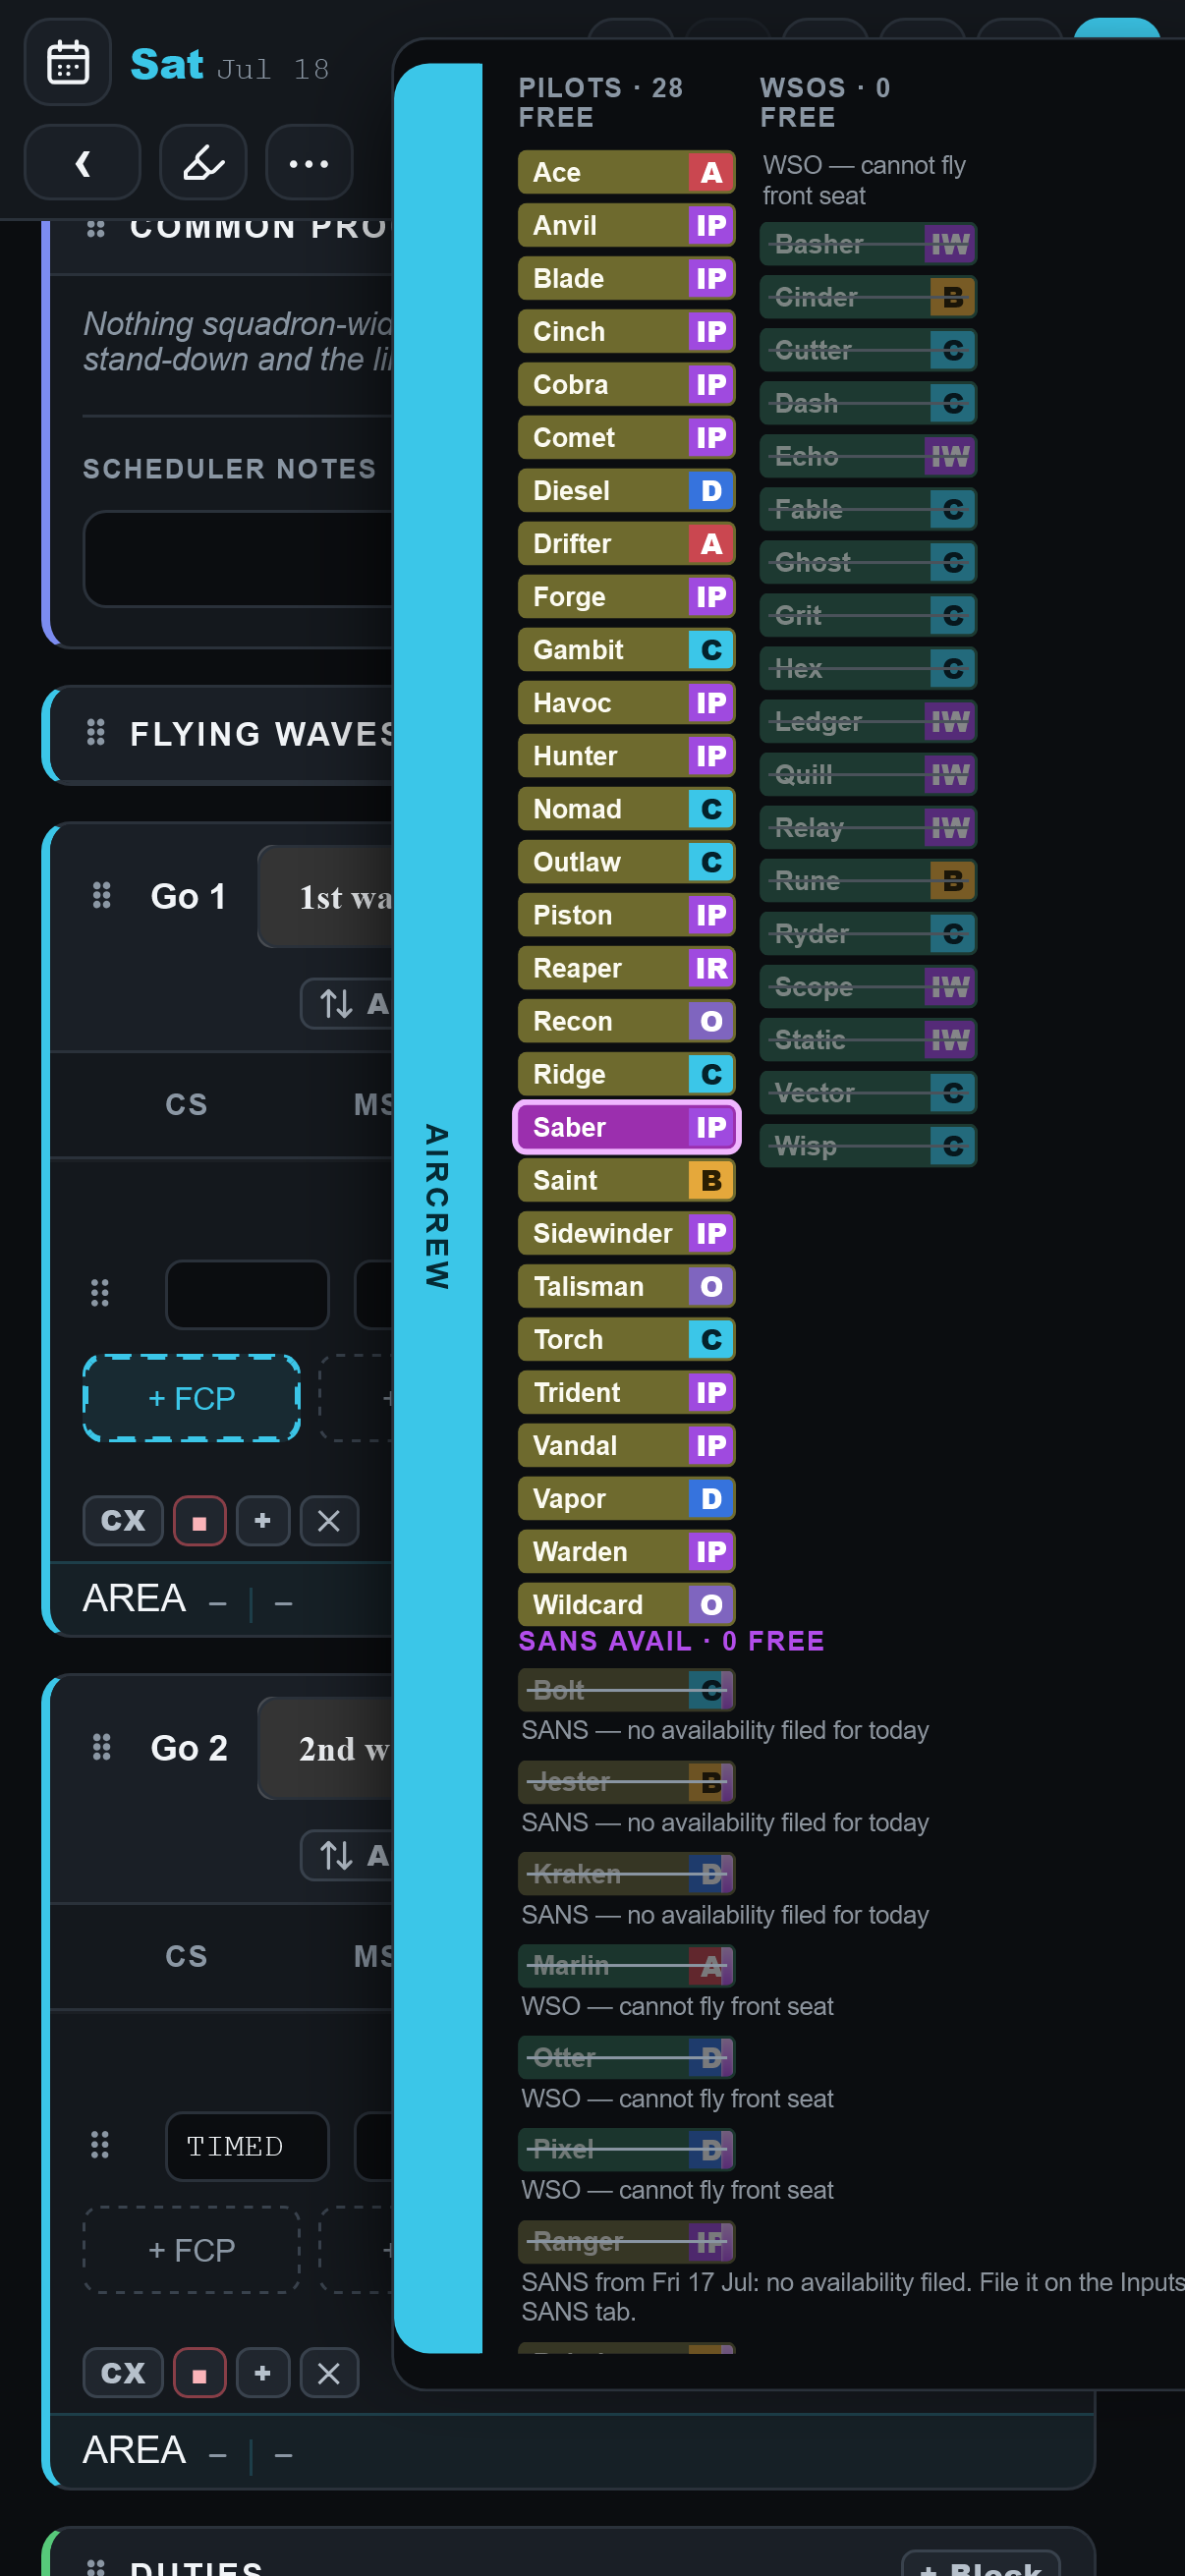 Sat Jul 18
COMMON PRO
Nothing squadron-wid
stand-down and the li
SCHEDULER NOTES
FLYING WAVES
Go 1
1st wa
A
CS
MS
+ FCP
+
CX
+
AREA – | –
Go 2
2nd w
A
CS
MS
TIMED
+ FCP
+
CX
+
AREA – | –
DUTIES
+ Block
AIRCREW
PILOTS · 28
FREE
Ace A
Anvil IP
Blade IP
Cinch IP
Cobra IP
Comet IP
Diesel D
Drifter A
Forge IP
Gambit C
Havoc IP
Hunter IP
Nomad C
Outlaw C
Piston IP
Reaper IR
Recon O
Ridge C
Saber IP
Saint B
Sidewinder IP
Talisman O
Torch C
Trident IP
Vandal IP
Vapor D
Warden IP
Wildcard O
WSOS · 0
FREE
WSO — cannot fly
front seat
Basher IW
Cinder B
Cutter C
Dash C
Echo IW
Fable C
Ghost C
Grit C
Hex C
Ledger IW
Quill IW
Relay IW
Rune B
Ryder C
Scope IW
Static IW
Vector C
Wisp C
SANS AVAIL · 0 FREE
Bolt C
SANS — no availability filed for today
Jester B
SANS — no availability filed for today
Kraken D
SANS — no availability filed for today
Marlin A
WSO — cannot fly front seat
Otter D
WSO — cannot fly front seat
Pixel D
WSO — cannot fly front seat
Ranger IP
SANS from Fri 17 Jul: no availability filed. File it on the Inputs
SANS tab.